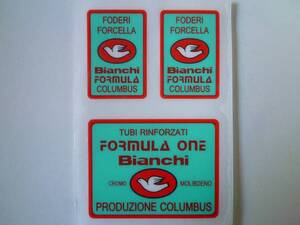 FODERI
FORCELLA
Bianchi
FORMULA
COLUMBUS
FODERI
FORCELLA
Bianchi
FORMULA
COLUMBUS
TUBI RINFORZATI
FORMULA ONE
Bianchi
CROMO MOLIBDENO
PRODUZIONE COLUMBUS